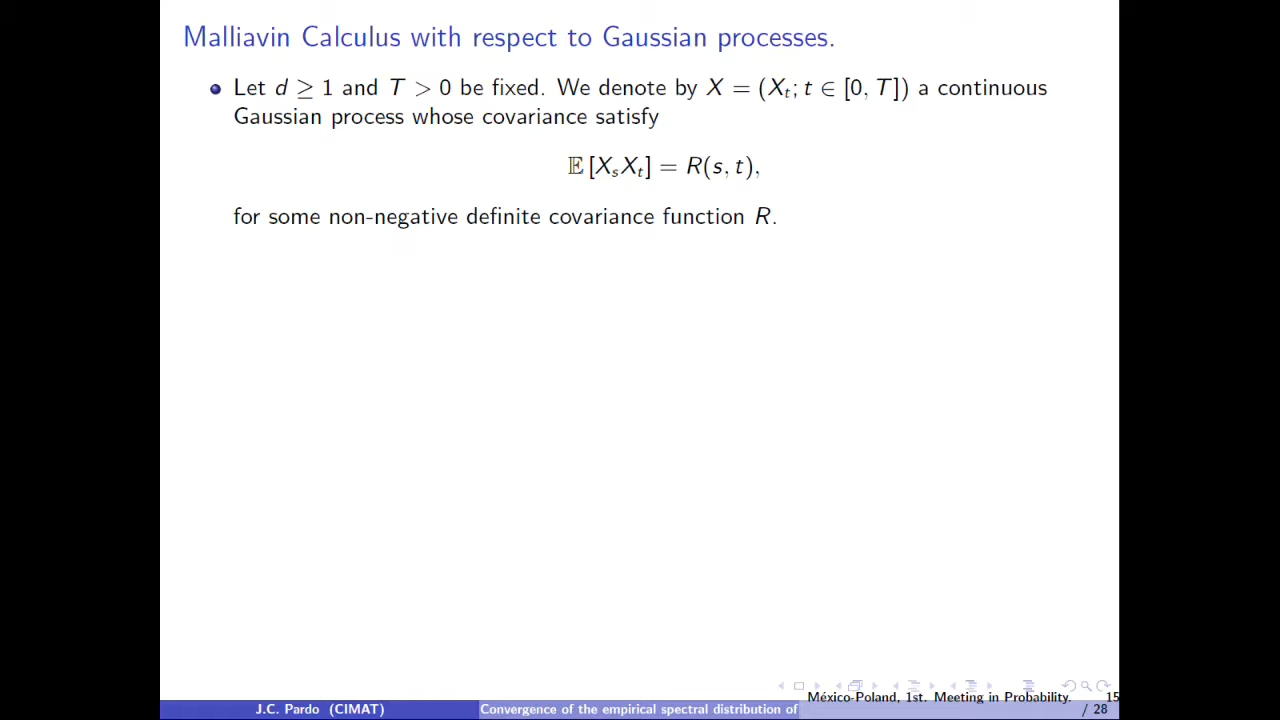 Malliavin Calculus with respect to Gaussian processes.
Let d ≥ 1 and T > 0 be fixed. We denote by X = (Xₜ; t ∈ [0, T]) a continuous
Gaussian process whose covariance satisfy
𝔼 [XₛXₜ] = R(s, t),
for some non-negative definite covariance function R.
México-Poland, 1st. Meeting in Probability. 15
J.C. Pardo (CIMAT) Convergence of the empirical spectral distribution of / 28